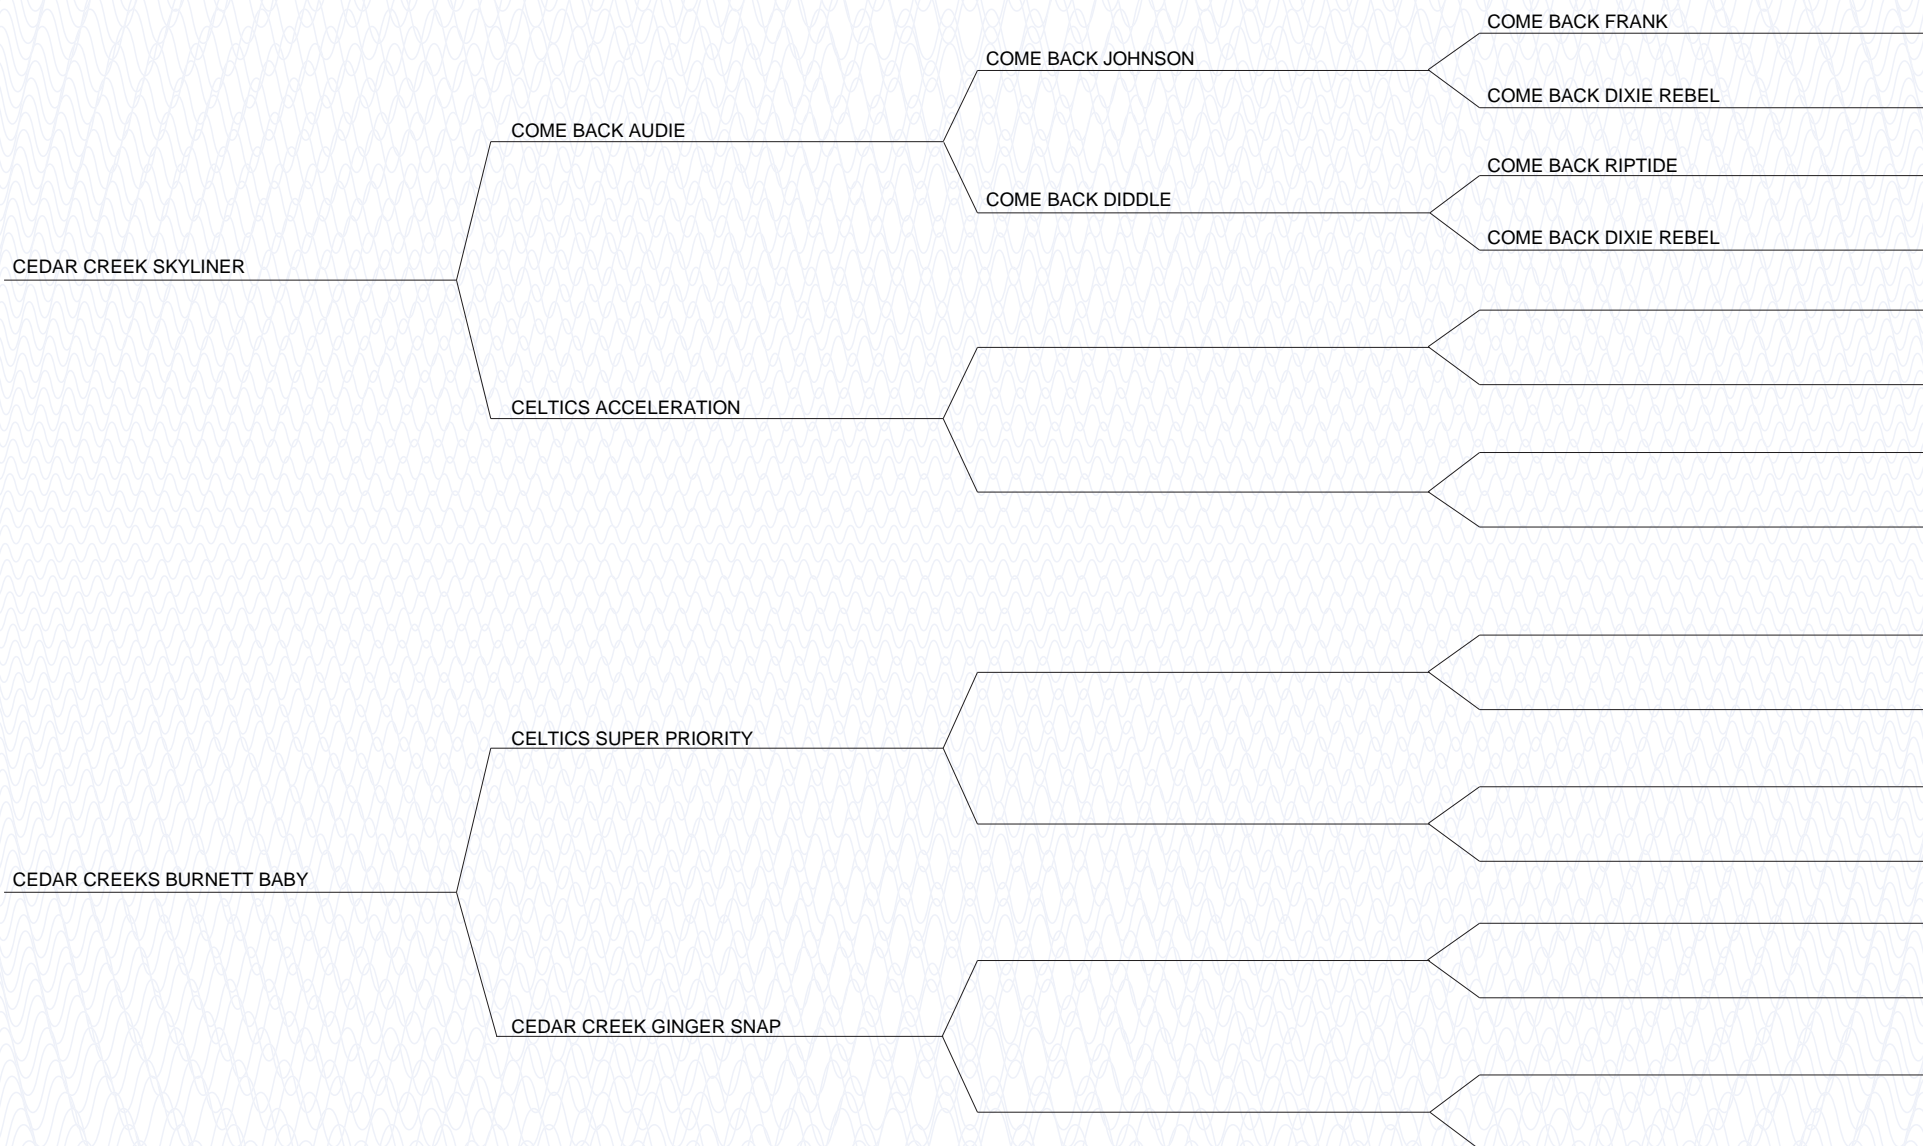 COME BACK FRANK
COME BACK JOHNSON
COME BACK DIXIE REBEL
COME BACK AUDIE
COME BACK RIPTIDE
COME BACK DIDDLE
COME BACK DIXIE REBEL
CEDAR CREEK SKYLINER
CELTICS ACCELERATION
CELTICS SUPER PRIORITY
CEDAR CREEKS BURNETT BABY
CEDAR CREEK GINGER SNAP